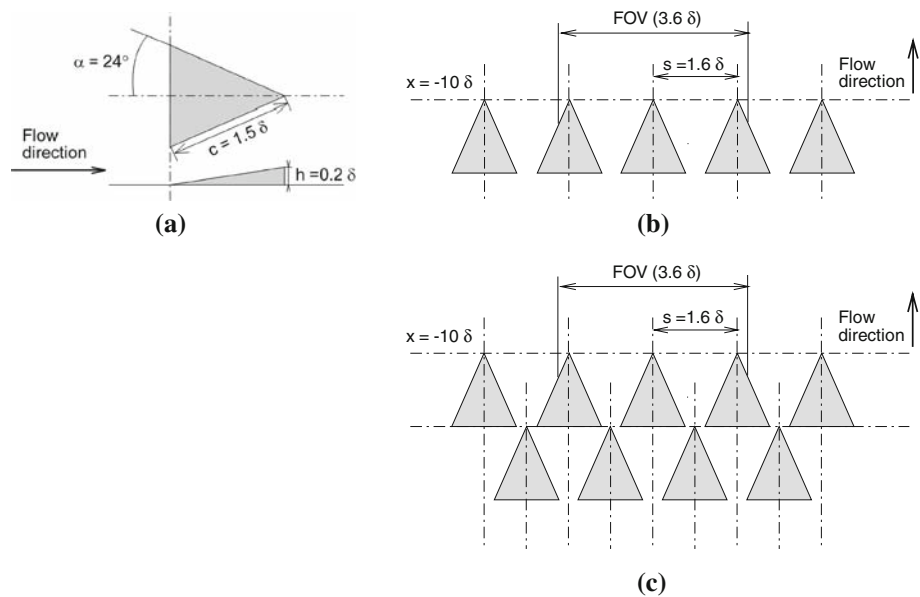 α = 24°
c = 1.5 δ
Flow
direction
h = 0.2 δ
(a)
FOV (3.6 δ)
s =1.6 δ
x = -10 δ
Flow
direction
(b)
FOV (3.6 δ)
s =1.6 δ
x = -10 δ
Flow
direction
(c)